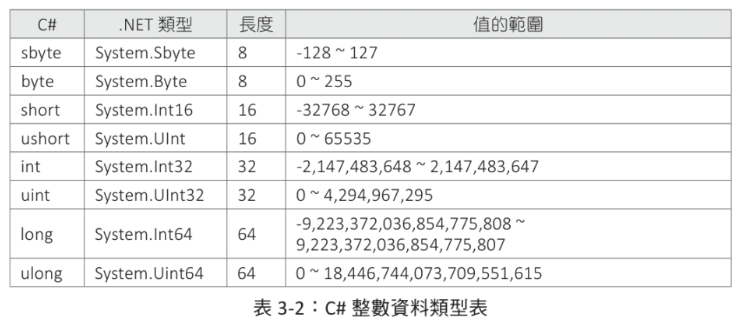 C# .NET 類型 長度 值的範圍
sbyte System.Sbyte 8 -128 ~ 127
byte System.Byte 8 0 ~ 255
short System.Int16 16 -32768 ~ 32767
ushort System.UInt 16 0 ~ 65535
int System.Int32 32 -2,147,483,648 ~ 2,147,483,647
uint System.UInt32 32 0 ~ 4,294,967,295
long System.Int64 64 -9,223,372,036,854,775,808 ~
9,223,372,036,854,775,807
ulong System.Uint64 64 0 ~ 18,446,744,073,709,551,615
表 3-2：C# 整數資料類型表